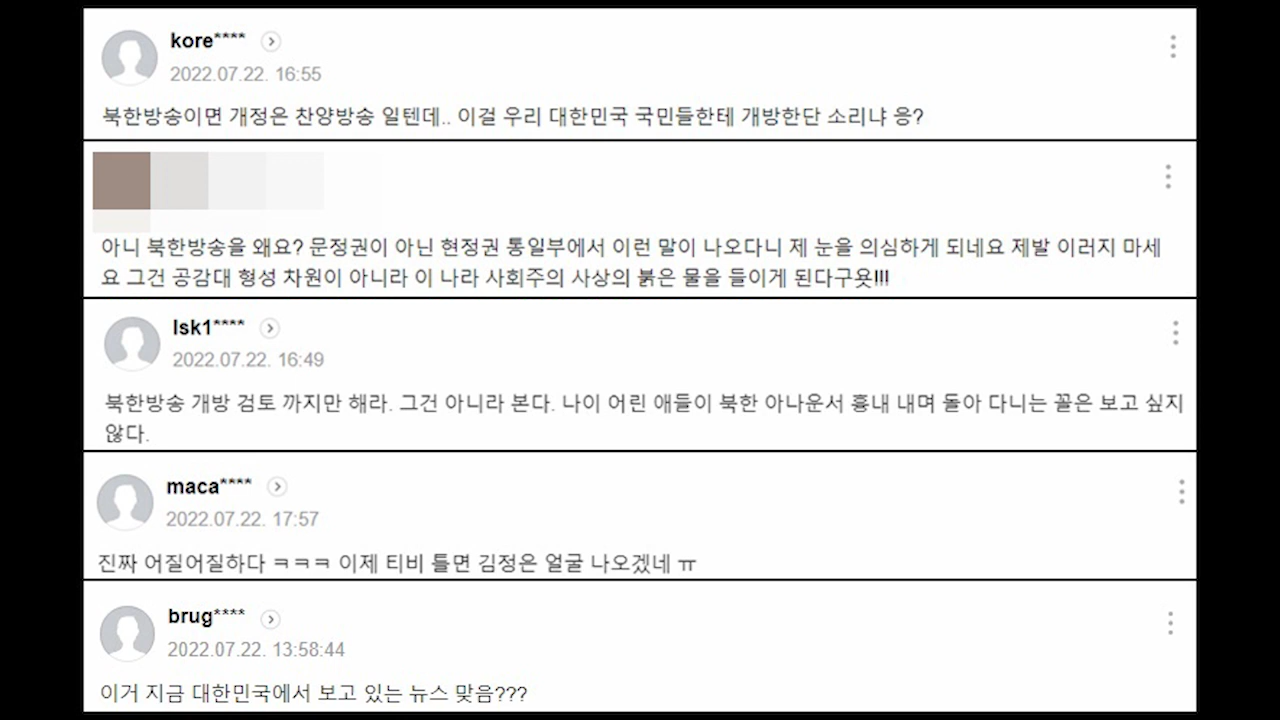 kore****
2022.07.22. 16:55
북한방송이면 개정은 찬양방송 일텐데.. 이걸 우리 대한민국 국민들한테 개방한단 소리냐 응?
아니 북한방송을 왜요? 문정권이 아닌 현정권 통일부에서 이런 말이 나오다니 제 눈을 의심하게 되네요 제발 이러지 마세
요 그건 공감대 형성 차원이 아니라 이 나라 사회주의 사상의 붉은 물을 들이게 된다구욧!!!
lsk1****
2022.07.22. 16:49
북한방송 개방 검토 까지만 해라. 그건 아니라 본다. 나이 어린 애들이 북한 아나운서 흉내 내며 돌아 다니는 꼴은 보고 싶지
않다.
maca****
2022.07.22. 17:57
진짜 어질어질하다 ㅋㅋㅋ 이제 티비 틀면 김정은 얼굴 나오겠네 ㅠ
brug****
2022.07.22. 13:58:44
이거 지금 대한민국에서 보고 있는 뉴스 맞음???